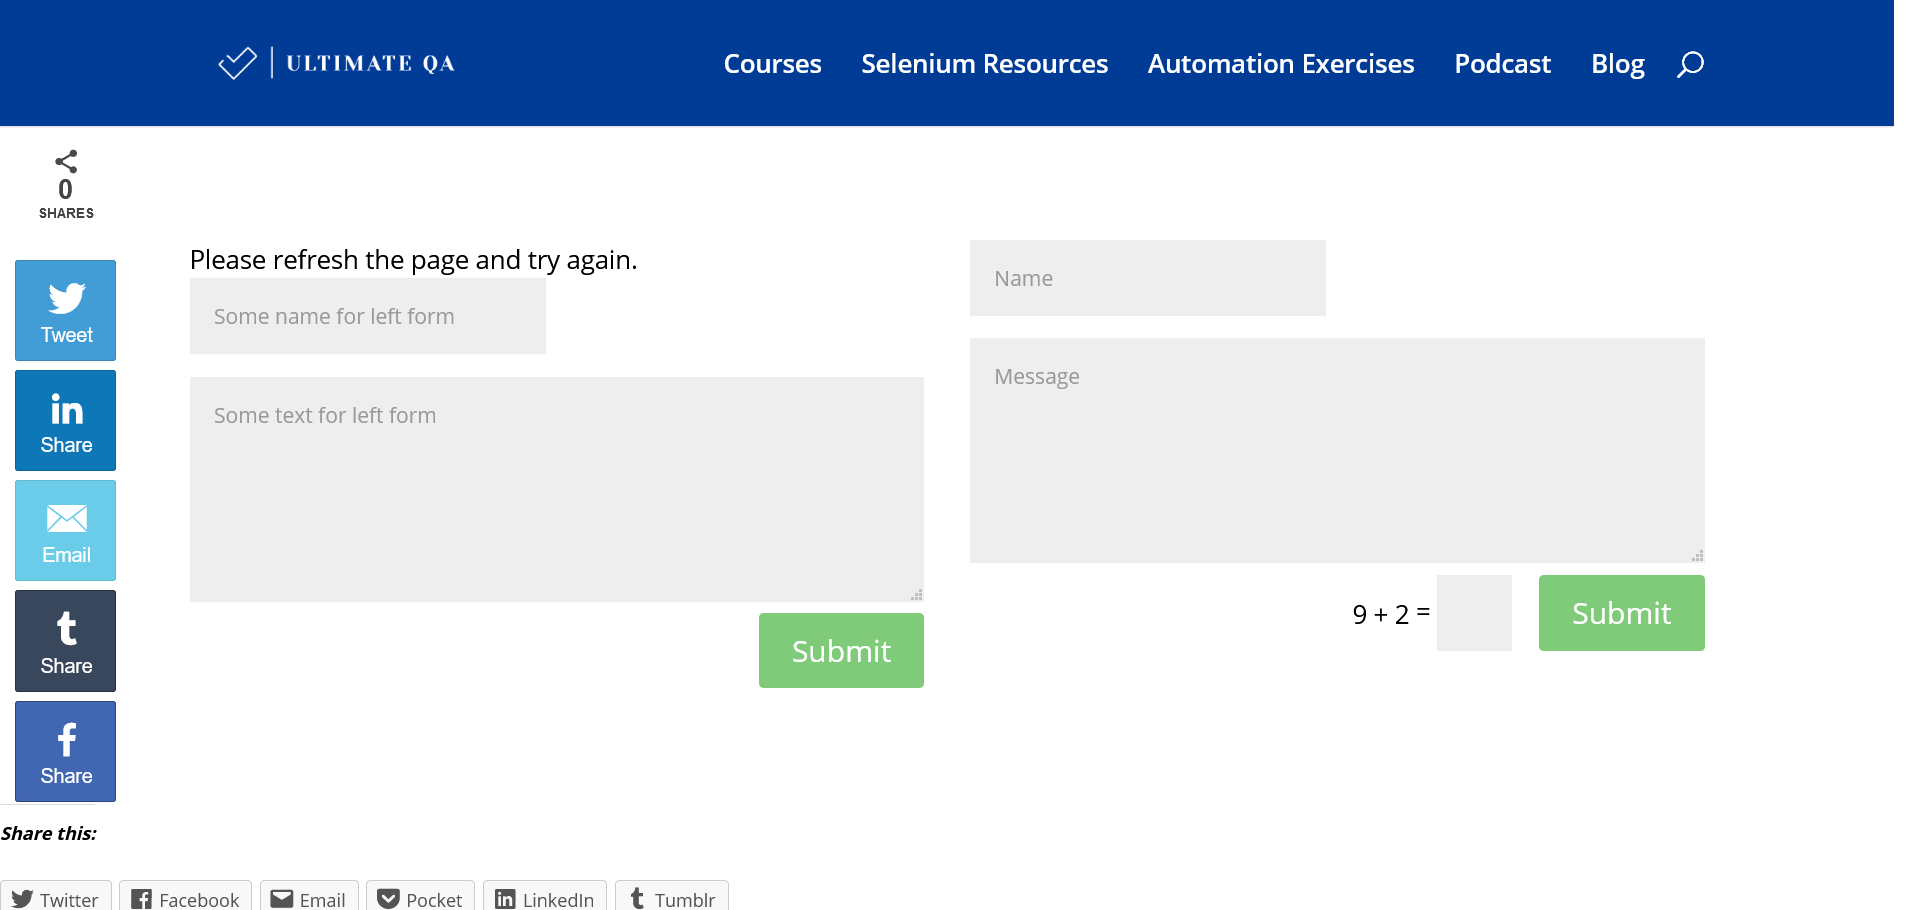 ULTIMATE QA
Courses Selenium Resources Automation Exercises Podcast Blog
0
SHARES
Tweet
Share
Email
Share
Share
Please refresh the page and try again.
Some name for left form
Some text for left form
Submit
Name
Message
9 + 2 =
Submit
Share this:
Twitter Facebook Email Pocket LinkedIn Tumblr